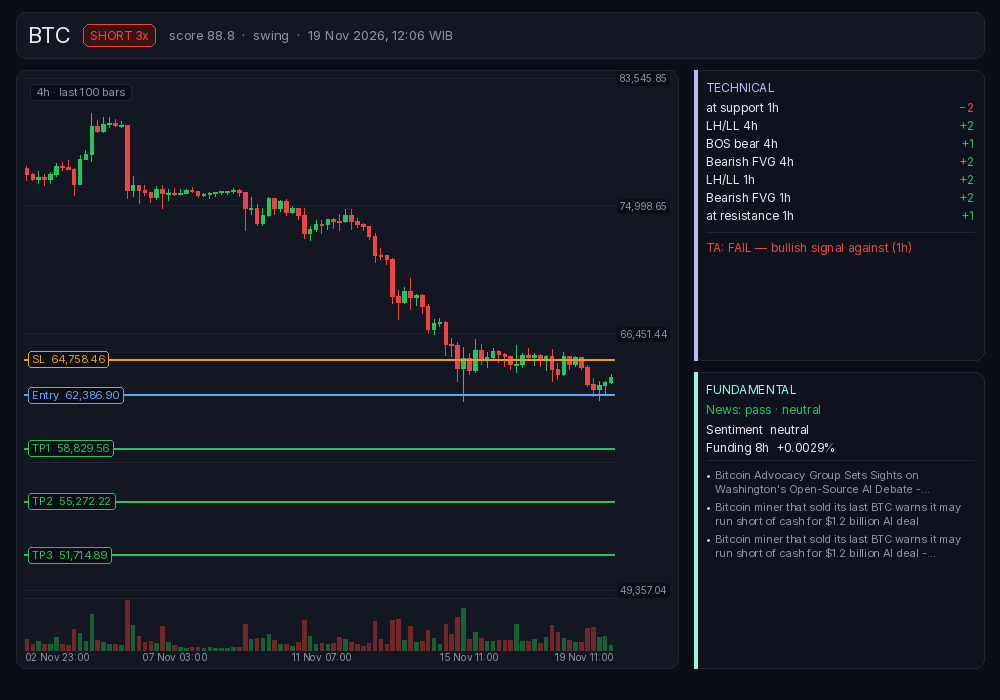 BTC SHORT 3x score 88.8 · swing · 19 Nov 2026, 12:06 WIB
4h · last 100 bars
83,545.85
74,998.65
66,451.44
SL 64,758.46
Entry 62,386.90
TP1 58,829.56
TP2 55,272.22
TP3 51,714.89
49,357.04
02 Nov 23:00 07 Nov 03:00 11 Nov 07:00 15 Nov 11:00 19 Nov 11:00
TECHNICAL
at support 1h −2
LH/LL 4h +2
BOS bear 4h +1
Bearish FVG 4h +2
LH/LL 1h +2
Bearish FVG 1h +2
at resistance 1h +1
TA: FAIL — bullish signal against (1h)
FUNDAMENTAL
News: pass · neutral
Sentiment neutral
Funding 8h +0.0029%
• Bitcoin Advocacy Group Sets Sights on
Washington's Open-Source AI Debate -…
• Bitcoin miner that sold its last BTC warns it may
run short of cash for $1.2 billion AI deal
• Bitcoin miner that sold its last BTC warns it may
run short of cash for $1.2 billion AI deal -…